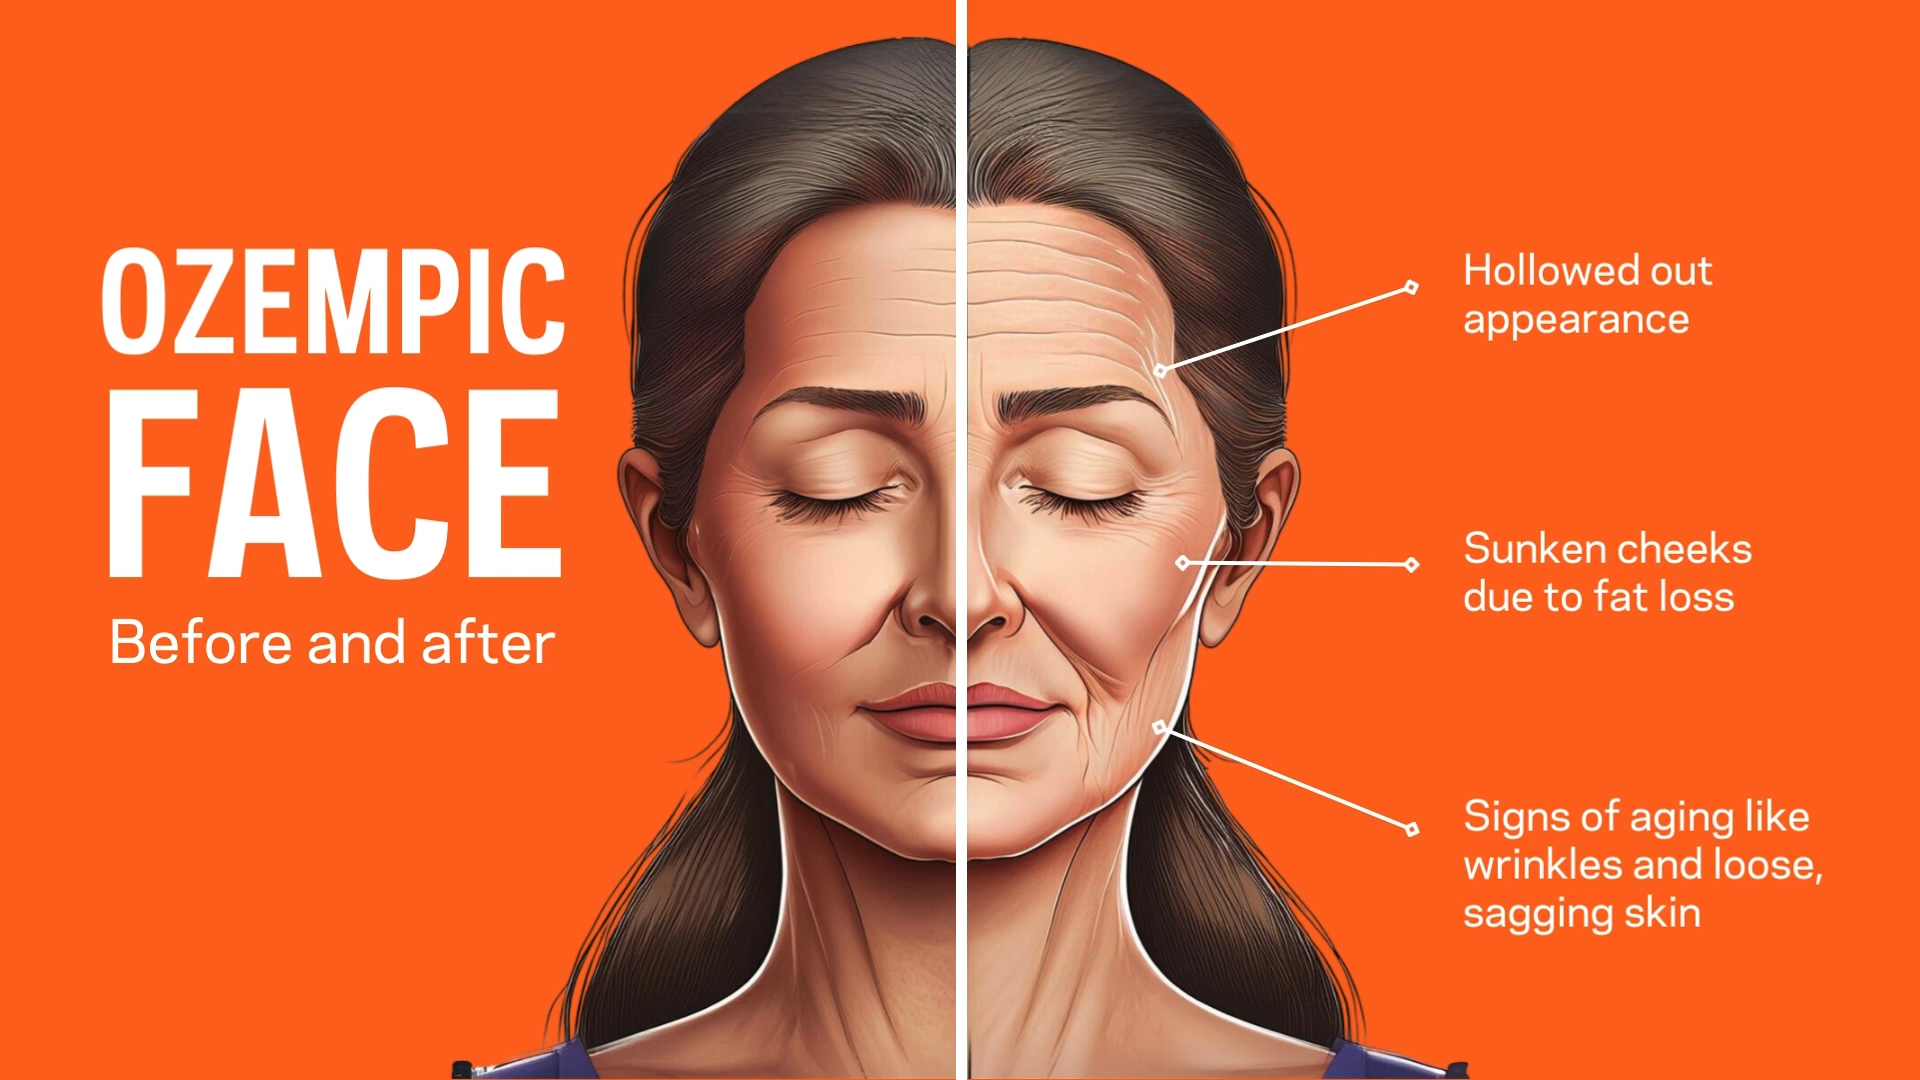 OZEMPIC
FACE
Before and after
Hollowed out
appearance
Sunken cheeks
due to fat loss
Signs of aging like
wrinkles and loose,
sagging skin